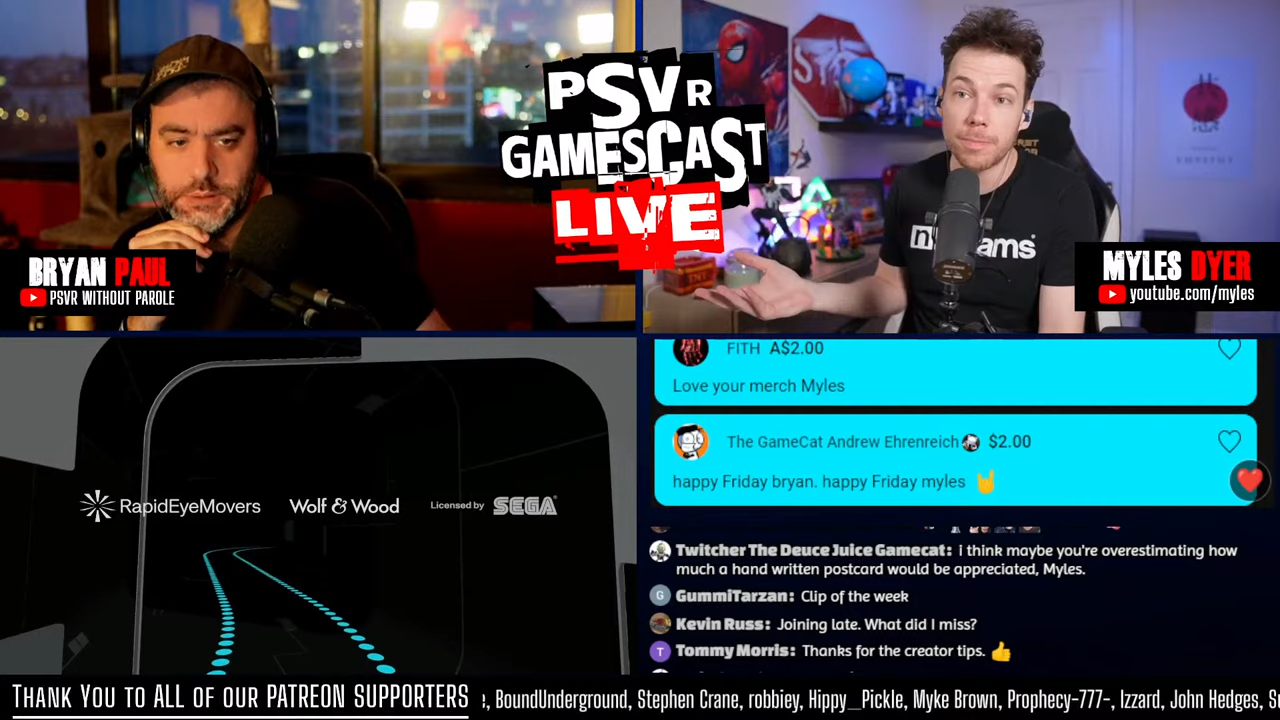 PSVR
GAMESCAST
LIVE
BRYAN PAUL
PSVR WITHOUT PAROLE
MYLES DYER
youtube.com/myles
RapidEyeMovers
Wolf & Wood
Licensed by SEGA
FITH A$2.00
Love your merch Myles
The GameCat Andrew Ehrenreich $2.00
happy Friday bryan. happy Friday myles 🤘
Twitcher The Deuce Juice Gamecat: i think maybe you're overestimating how
much a hand written postcard would be appreciated, Myles.
G GummiTarzan: Clip of the week
Kevin Russ: Joining late. What did I miss?
T Tommy Morris: Thanks for the creator tips. 👍
THANK YOU TO ALL OF OUR PATREON SUPPORTERS
, BoundUnderground, Stephen Crane, robbiey, Hippy_Pickle, Myke Brown, Prophecy-777-, Izzard, John Hedges,